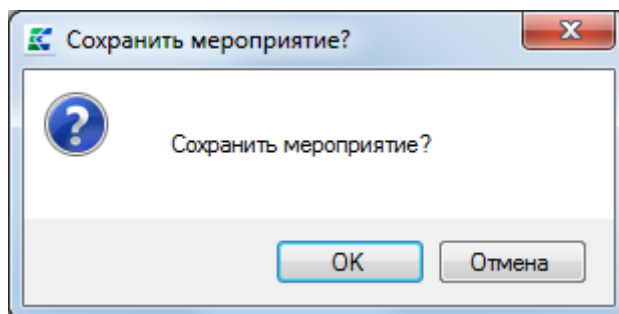 Сохранить мероприятие?
Сохранить мероприятие?
OK
Отмена